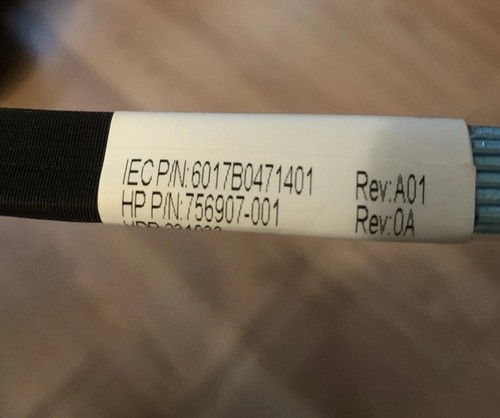 IEC P/N:6017B0471401 Rev:A01
HP P/N:756907-001 Rev:0A